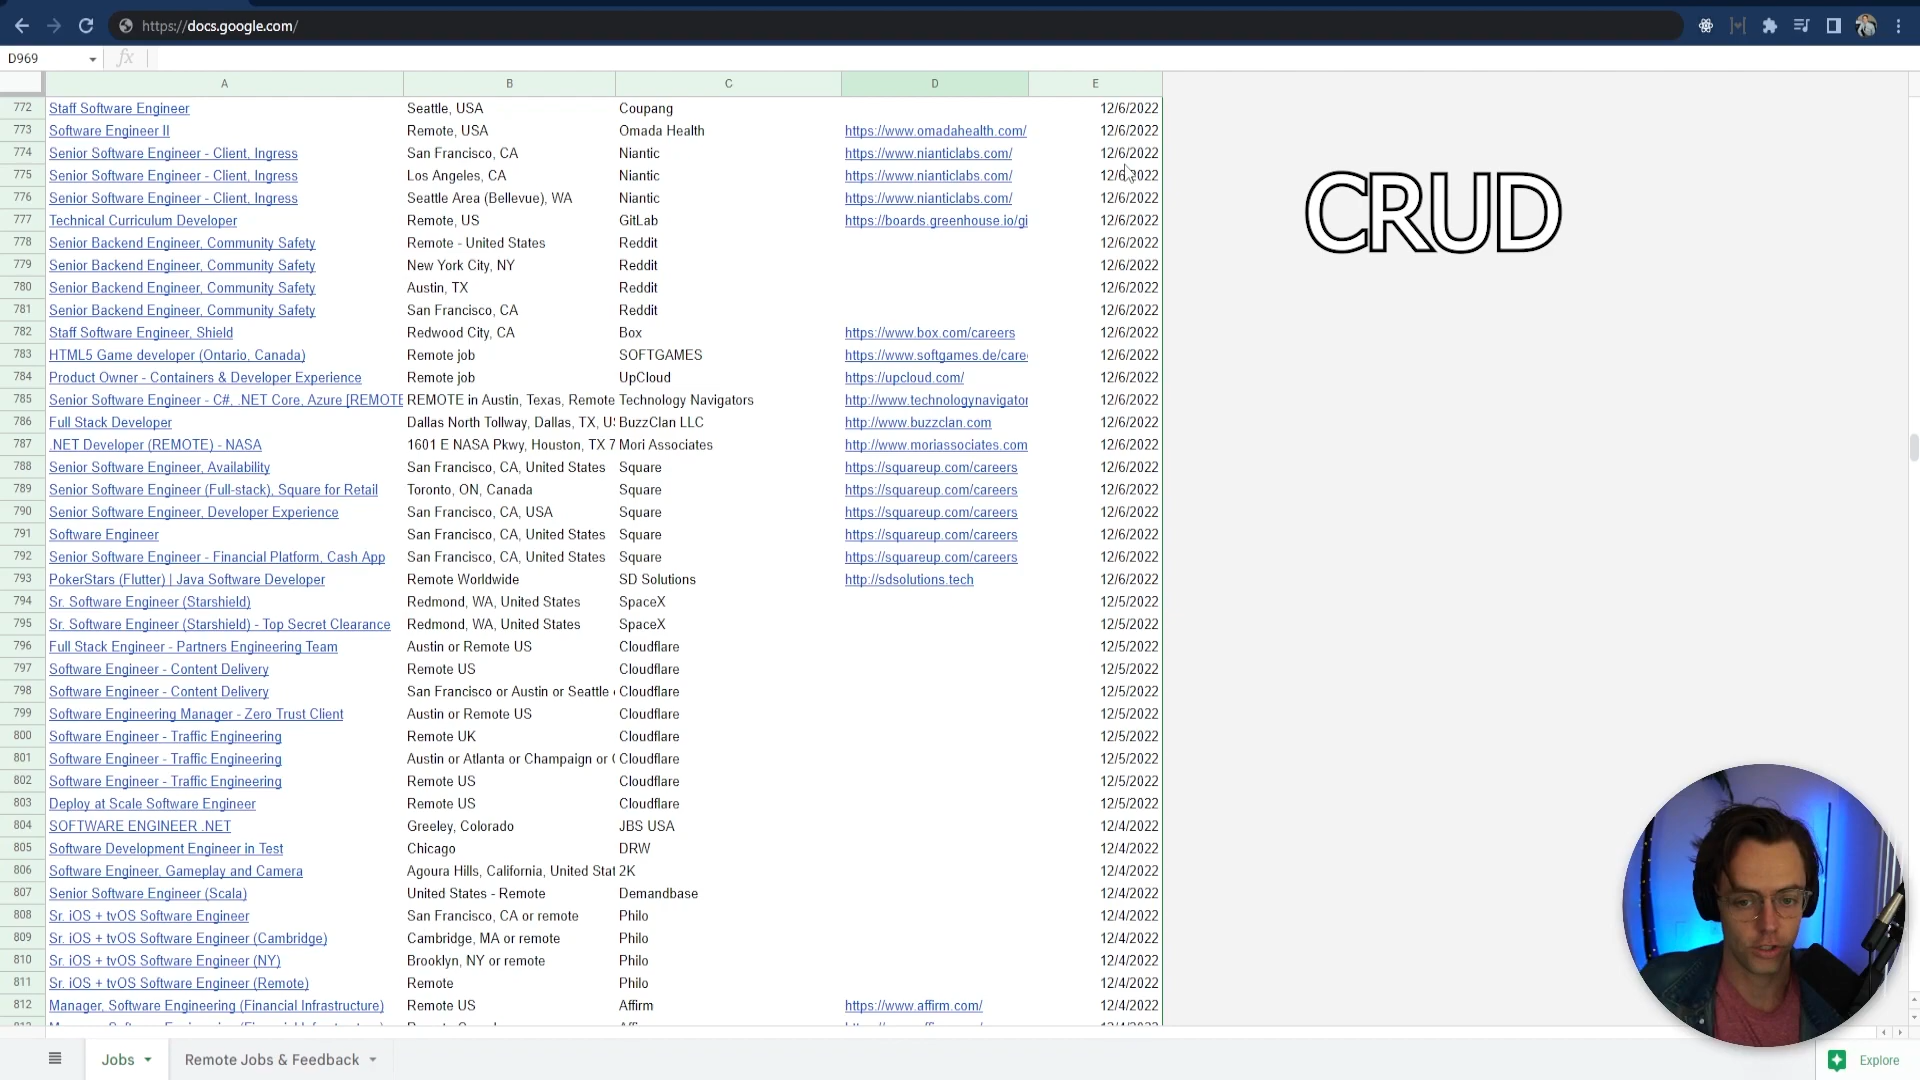 https://docs.google.com/
D969
fx
A B C D E
772 Staff Software Engineer Seattle, USA Coupang 12/6/2022
773 Software Engineer II Remote, USA Omada Health https://www.omadahealth.com/ 12/6/2022
774 Senior Software Engineer - Client, Ingress San Francisco, CA Niantic https://www.nianticlabs.com/ 12/6/2022
775 Senior Software Engineer - Client, Ingress Los Angeles, CA Niantic https://www.nianticlabs.com/ 12/6/2022
776 Senior Software Engineer - Client, Ingress Seattle Area (Bellevue), WA Niantic https://www.nianticlabs.com/ 12/6/2022
777 Technical Curriculum Developer Remote, US GitLab https://boards.greenhouse.io/gi 12/6/2022
778 Senior Backend Engineer, Community Safety Remote - United States Reddit 12/6/2022
779 Senior Backend Engineer, Community Safety New York City, NY Reddit 12/6/2022
780 Senior Backend Engineer, Community Safety Austin, TX Reddit 12/6/2022
781 Senior Backend Engineer, Community Safety San Francisco, CA Reddit 12/6/2022
782 Staff Software Engineer, Shield Redwood City, CA Box https://www.box.com/careers 12/6/2022
783 HTML5 Game developer (Ontario, Canada) Remote job SOFTGAMES https://www.softgames.de/caree 12/6/2022
784 Product Owner - Containers & Developer Experience Remote job UpCloud https://upcloud.com/ 12/6/2022
785 Senior Software Engineer - C#, .NET Core, Azure [REMOTE REMOTE in Austin, Texas, Remote Technology Navigators http://www.technologynavigator 12/6/2022
786 Full Stack Developer Dallas North Tollway, Dallas, TX, U BuzzClan LLC http://www.buzzclan.com 12/6/2022
787 .NET Developer (REMOTE) - NASA 1601 E NASA Pkwy, Houston, TX 7 Mori Associates http://www.moriassociates.com 12/6/2022
788 Senior Software Engineer, Availability San Francisco, CA, United States Square https://squareup.com/careers 12/6/2022
789 Senior Software Engineer (Full-stack), Square for Retail Toronto, ON, Canada Square https://squareup.com/careers 12/6/2022
790 Senior Software Engineer, Developer Experience San Francisco, CA, USA Square https://squareup.com/careers 12/6/2022
791 Software Engineer San Francisco, CA, United States Square https://squareup.com/careers 12/6/2022
792 Senior Software Engineer - Financial Platform, Cash App San Francisco, CA, United States Square https://squareup.com/careers 12/6/2022
793 PokerStars (Flutter) | Java Software Developer Remote Worldwide SD Solutions http://sdsolutions.tech 12/6/2022
794 Sr. Software Engineer (Starshield) Redmond, WA, United States SpaceX 12/5/2022
795 Sr. Software Engineer (Starshield) - Top Secret Clearance Redmond, WA, United States SpaceX 12/5/2022
796 Full Stack Engineer - Partners Engineering Team Austin or Remote US Cloudflare 12/5/2022
797 Software Engineer - Content Delivery Remote US Cloudflare 12/5/2022
798 Software Engineer - Content Delivery San Francisco or Austin or Seattle Cloudflare 12/5/2022
799 Software Engineering Manager - Zero Trust Client Austin or Remote US Cloudflare 12/5/2022
800 Software Engineer - Traffic Engineering Remote UK Cloudflare 12/5/2022
801 Software Engineer - Traffic Engineering Austin or Atlanta or Champaign or Cloudflare 12/5/2022
802 Software Engineer - Traffic Engineering Remote US Cloudflare 12/5/2022
803 Deploy at Scale Software Engineer Remote US Cloudflare 12/5/2022
804 SOFTWARE ENGINEER .NET Greeley, Colorado JBS USA 12/4/2022
805 Software Development Engineer in Test Chicago DRW 12/4/2022
806 Software Engineer, Gameplay and Camera Agoura Hills, California, United Stat 2K 12/4/2022
807 Senior Software Engineer (Scala) United States - Remote Demandbase 12/4/2022
808 Sr. iOS + tvOS Software Engineer San Francisco, CA or remote Philo 12/4/2022
809 Sr. iOS + tvOS Software Engineer (Cambridge) Cambridge, MA or remote Philo 12/4/2022
810 Sr. iOS + tvOS Software Engineer (NY) Brooklyn, NY or remote Philo 12/4/2022
811 Sr. iOS + tvOS Software Engineer (Remote) Remote Philo 12/4/2022
812 Manager, Software Engineering (Financial Infrastructure) Remote US Affirm https://www.affirm.com/ 12/4/2022
CRUD
Jobs Remote Jobs & Feedback Explore